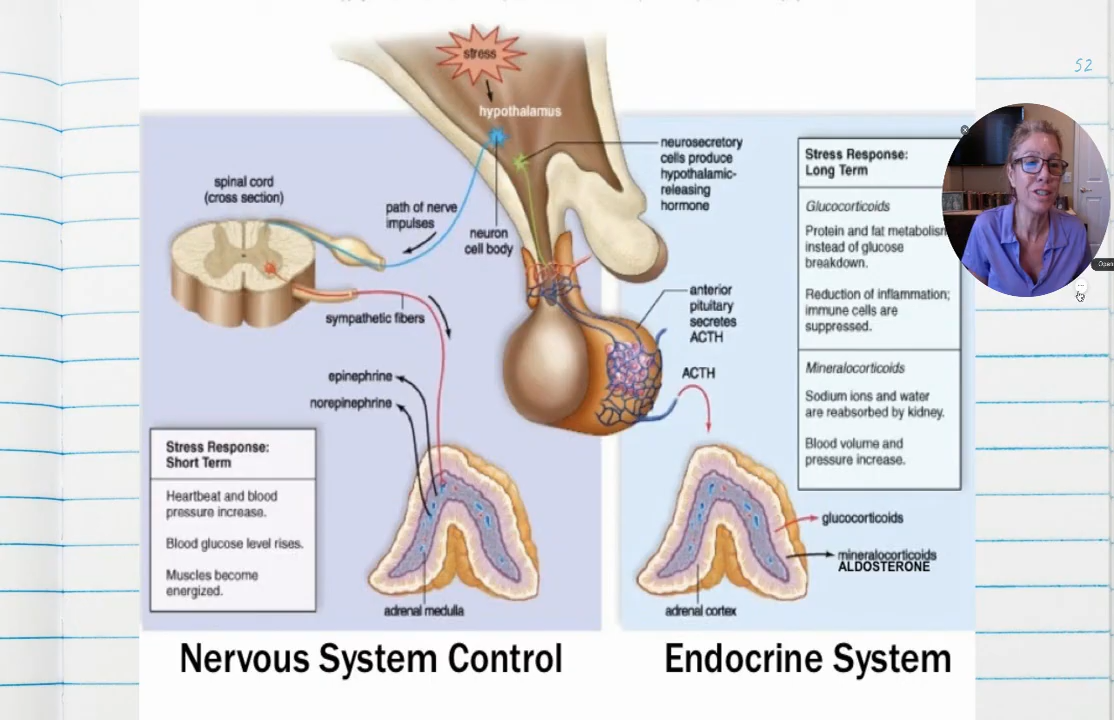 52
stress
hypothalamus
neurosecretory
cells produce
hypothalamic-
releasing
hormone
spinal cord
(cross section)
path of nerve
impulses
neuron
cell body
sympathetic fibers
anterior
pituitary
secretes
ACTH
ACTH
epinephrine
norepinephrine
Stress Response:
Short Term
Heartbeat and blood
pressure increase.
Blood glucose level rises.
Muscles become
energized.
adrenal medulla
Stress Response:
Long Term
Glucocorticoids
Protein and fat metabolism
instead of glucose
breakdown.
Reduction of inflammation;
immune cells are
suppressed.
Mineralocorticoids
Sodium ions and water
are reabsorbed by kidney.
Blood volume and
pressure increase.
glucocorticoids
mineralocorticoids
ALDOSTERONE
adrenal cortex
Nervous System Control
Endocrine System